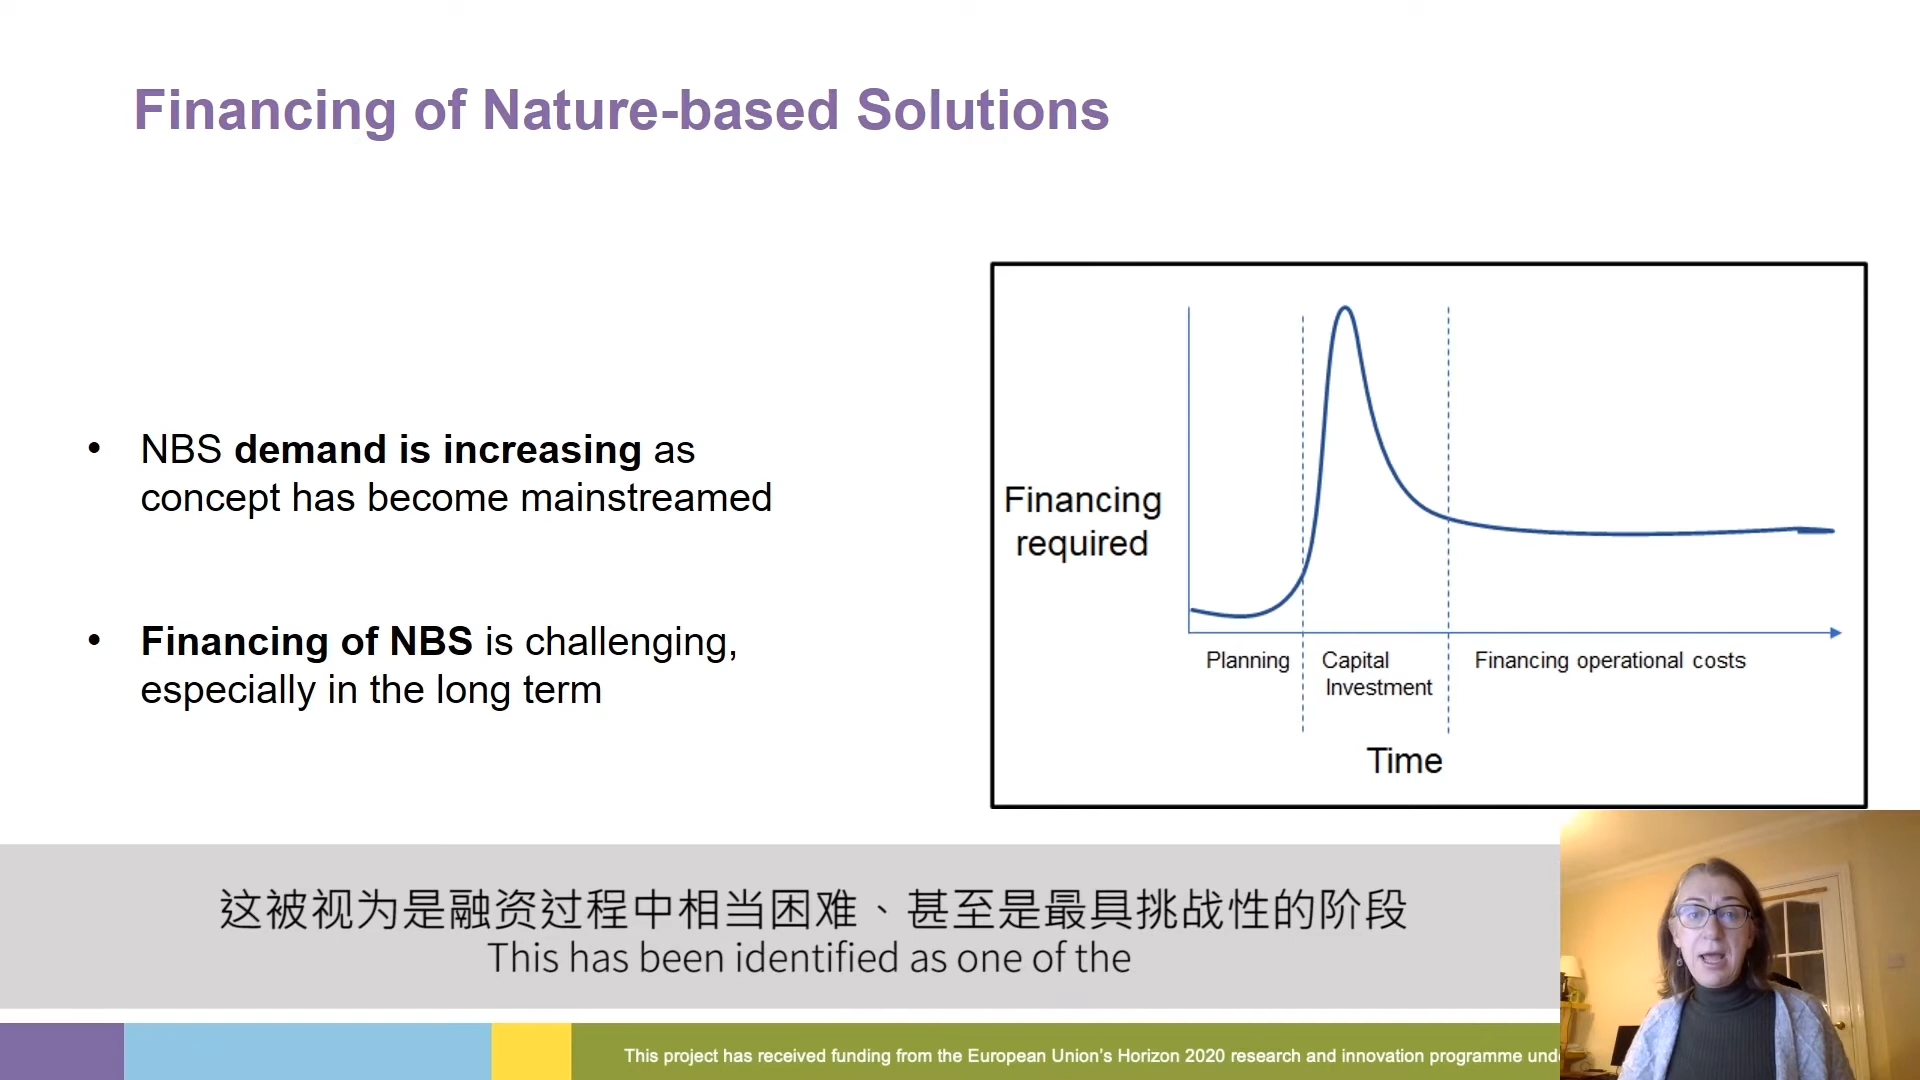 Financing of Nature-based Solutions
• NBS demand is increasing as
concept has become mainstreamed
• Financing of NBS is challenging,
especially in the long term
Financing
required
Planning
Capital
Investment
Financing operational costs
Time
这被视为是融资过程中相当困难、甚至是最具挑战性的阶段
This has been identified as one of the
This project has received funding from the European Union's Horizon 2020 research and innovation programme und